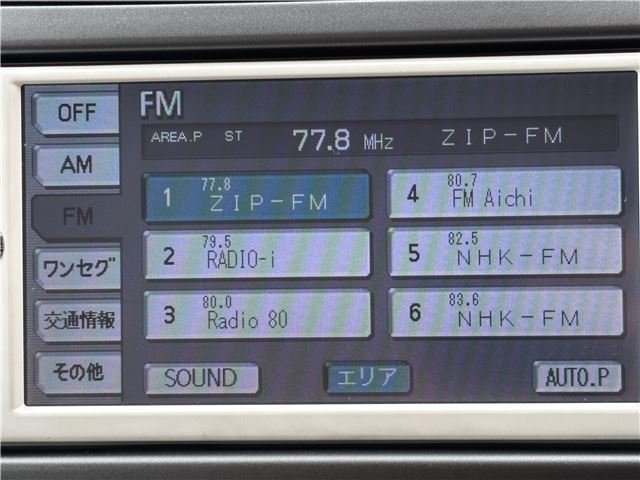 OFF
AM
FM
ワンセグ
交通情報
その他
FM
AREA.P ST 77.8 MHz ZIP-FM
1 77.8 ZIP-FM
2 79.5 RADIO-i
3 80.0 Radio 80
4 80.7 FM Aichi
5 82.5 NHK-FM
6 83.6 NHK-FM
SOUND
エリア
AUTO.P